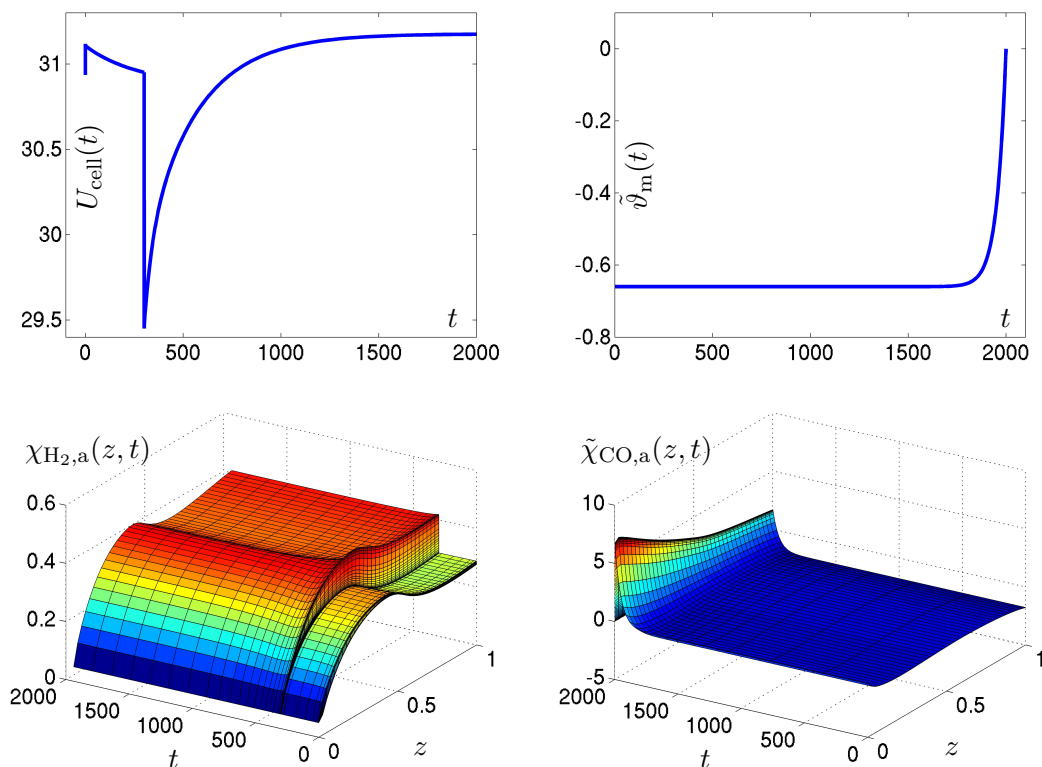 31
30.5
30
29.5
0 500 1000 1500 2000
U_cell(t)
t
0
-0.2
-0.4
-0.6
-0.8
0 500 1000 1500 2000
ϑ̃_m(t)
t
χ_H₂,a(z, t)
0.6
0.4
0.2
0
2000 1500 1000 500 0
t
0 0.5 1
z
χ̃_CO,a(z, t)
10
5
0
-5
2000 1500 1000 500 0
t
0 0.5 1
z